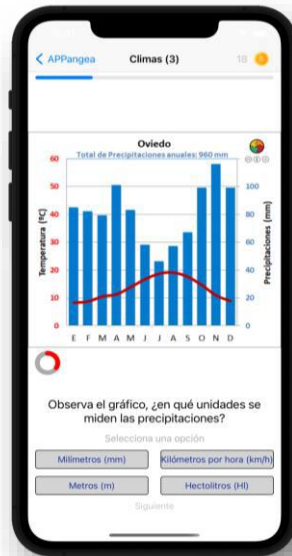 APPangea
Climas (3)
18
Oviedo
Total de Precipitaciones anuales: 960 mm
Temperatura (ºC)
Precipitaciones (mm)
60
50
40
30
20
10
0
100
80
60
40
20
0
E F M A M J J A S O N D
Observa el gráfico, ¿en qué unidades se
miden las precipitaciones?
Selecciona una opción
Milímetros (mm)
Kilómetros por hora (km/h)
Metros (m)
Hectolitros (Hl)
Siguiente